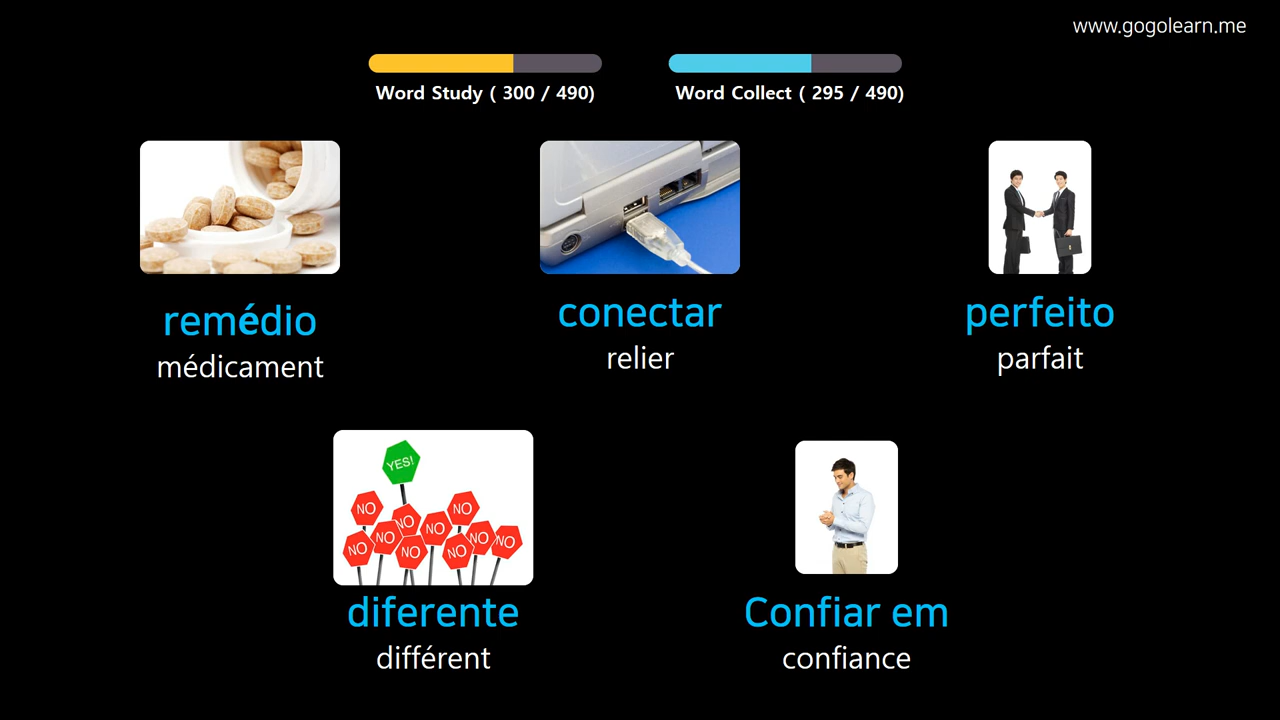 www.gogolearn.me
Word Study ( 300 / 490)
Word Collect ( 295 / 490)
remédio
médicament
conectar
relier
perfeito
parfait
YES!
NO
NO
NO
NO
NO
NO
NO
NO
NO
NO
diferente
différent
Confiar em
confiance